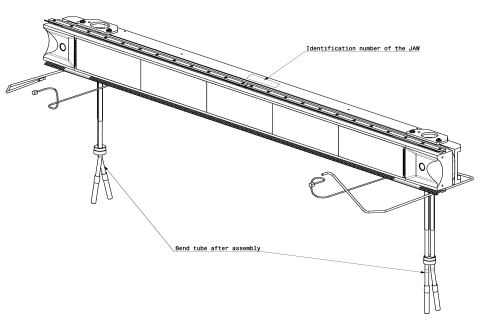 Identification number of the JAW
Bend tube after assembly